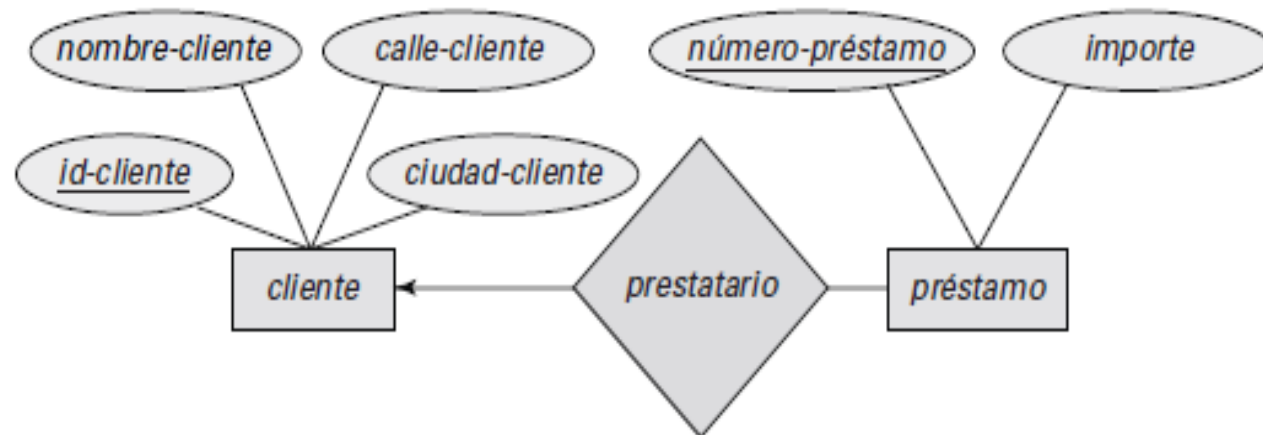 nombre-cliente
calle-cliente
número-préstamo
importe
id-cliente
ciudad-cliente
cliente
prestatario
préstamo